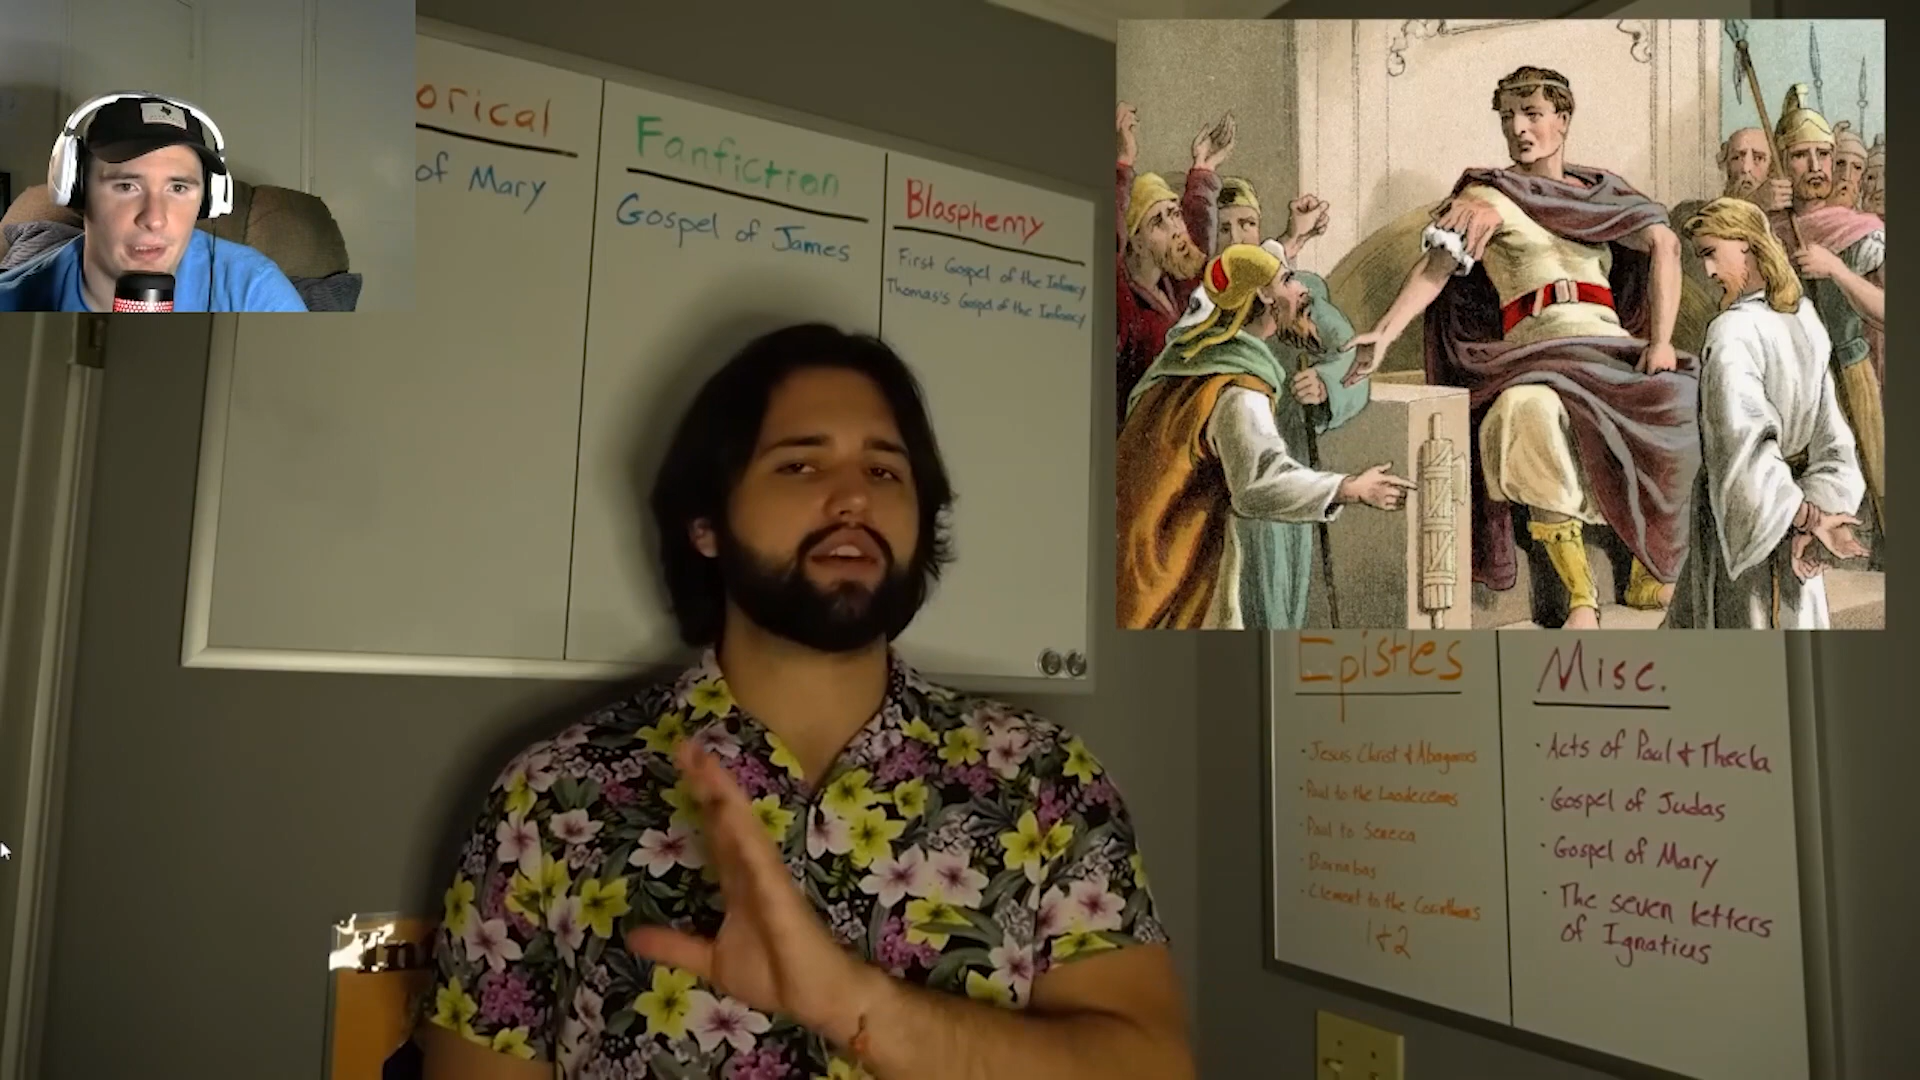 orical
of Mary
Fanfiction
Gospel of James
Blasphemy
First Gospel of the Infancy
Thomas's Gospel of the Infancy
Epistles
·Jesus Christ & Abagarus
·Paul to the Laodeceans
·Paul to Seneca
·Barnabas
·Clement to the Corinthians
1+2
Misc.
·Acts of Paul & Thecla
·Gospel of Judas
·Gospel of Mary
·The seven letters
of Ignatius